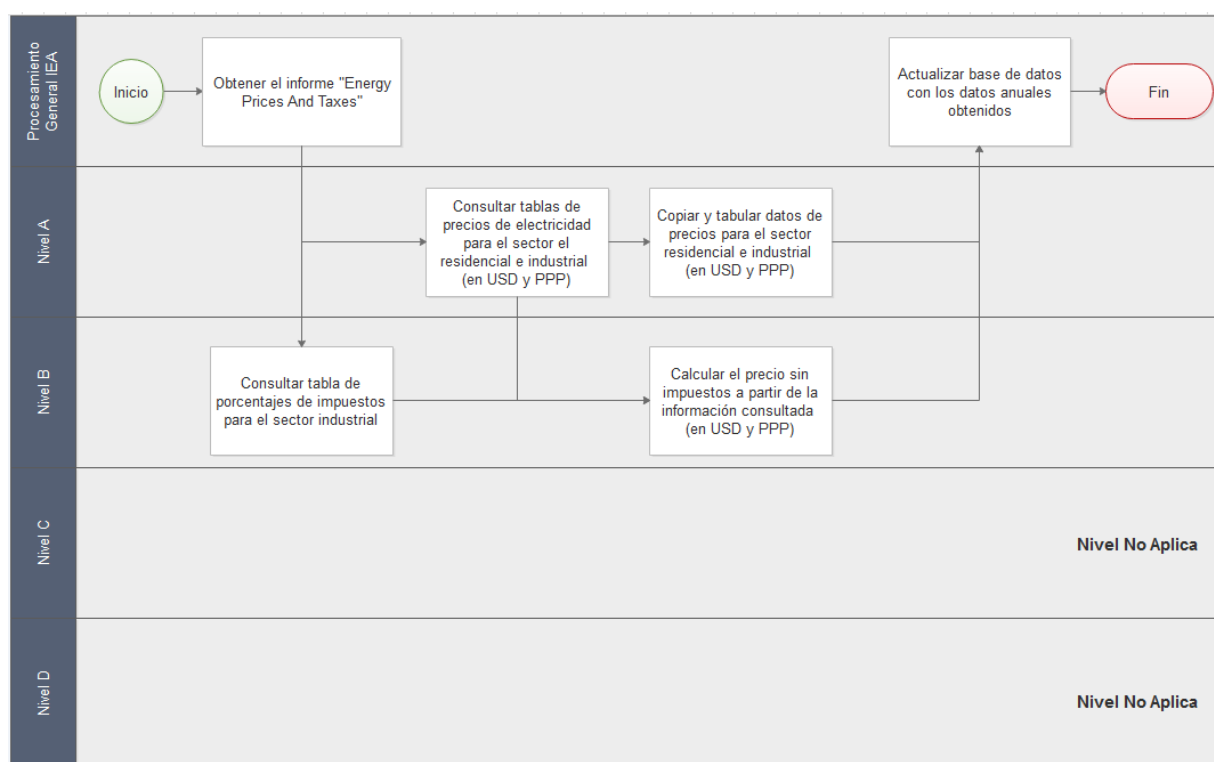 Procesamiento
General IEA
Inicio
Obtener el informe "Energy
Prices And Taxes"
Actualizar base de datos
con los datos anuales
obtenidos
Fin
Nivel A
Consultar tablas de
precios de electricidad
para el sector el
residencial e industrial
(en USD y PPP)
Copiar y tabular datos de
precios para el sector
residencial e industrial
(en USD y PPP)
Nivel B
Consultar tabla de
porcentajes de impuestos
para el sector industrial
Calcular el precio sin
impuestos a partir de la
información consultada
(en USD y PPP)
Nivel C
Nivel No Aplica
Nivel D
Nivel No Aplica